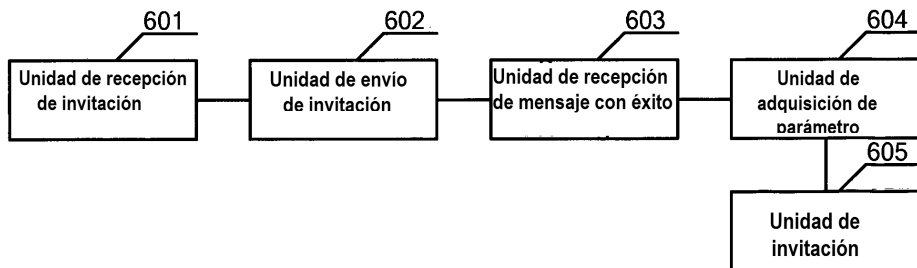 601
Unidad de recepción
de invitación
602
Unidad de envío
de invitación
603
Unidad de recepción
de mensaje con éxito
604
Unidad de
adquisición de
parámetro
605
Unidad de
invitación